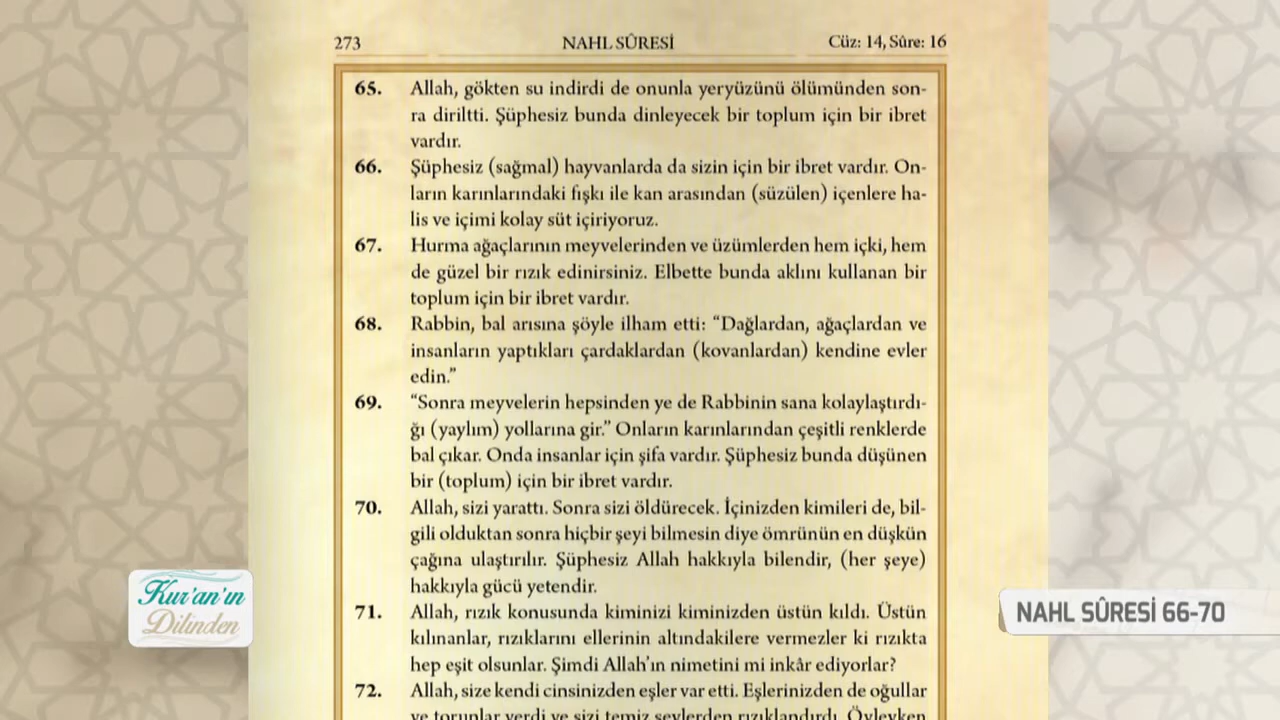 273 NAHL SÛRESİ Cüz: 14, Sûre: 16
65. Allah, gökten su indirdi de onunla yeryüzünü ölümünden son-
ra diriltti. Şüphesiz bunda dinleyecek bir toplum için bir ibret
vardır.
66. Şüphesiz (sağmal) hayvanlarda da sizin için bir ibret vardır. On-
ların karınlarındaki fışkı ile kan arasından (süzülen) içenlere ha-
lis ve içimi kolay süt içiriyoruz.
67. Hurma ağaçlarının meyvelerinden ve üzümlerden hem içki, hem
de güzel bir rızık edinirsiniz. Elbette bunda aklını kullanan bir
toplum için bir ibret vardır.
68. Rabbin, bal arısına şöyle ilham etti: “Dağlardan, ağaçlardan ve
insanların yaptıkları çardaklardan (kovanlardan) kendine evler
edin.”
69. “Sonra meyvelerin hepsinden ye de Rabbinin sana kolaylaştırdı-
ğı (yaylım) yollarına gir.” Onların karınlarından çeşitli renklerde
bal çıkar. Onda insanlar için şifa vardır. Şüphesiz bunda düşünen
bir (toplum) için bir ibret vardır.
70. Allah, sizi yarattı. Sonra sizi öldürecek. İçinizden kimileri de, bil-
gili olduktan sonra hiçbir şeyi bilmesin diye ömrünün en düşkün
çağına ulaştırılır. Şüphesiz Allah hakkıyla bilendir, (her şeye)
hakkıyla gücü yetendir.
71. Allah, rızık konusunda kiminizi kiminizden üstün kıldı. Üstün
kılınanlar, rızıklarını ellerinin altındakilere vermezler ki rızıkta
hep eşit olsunlar. Şimdi Allah’ın nimetini mi inkâr ediyorlar?
72. Allah, size kendi cinsinizden eşler var etti. Eşlerinizden de oğullar
ve torunlar verdi ve sizi temiz şeylerden rızıklandırdı. Öyleyken
Kur'an'ın
Dilinden
NAHL SÛRESİ 66-70